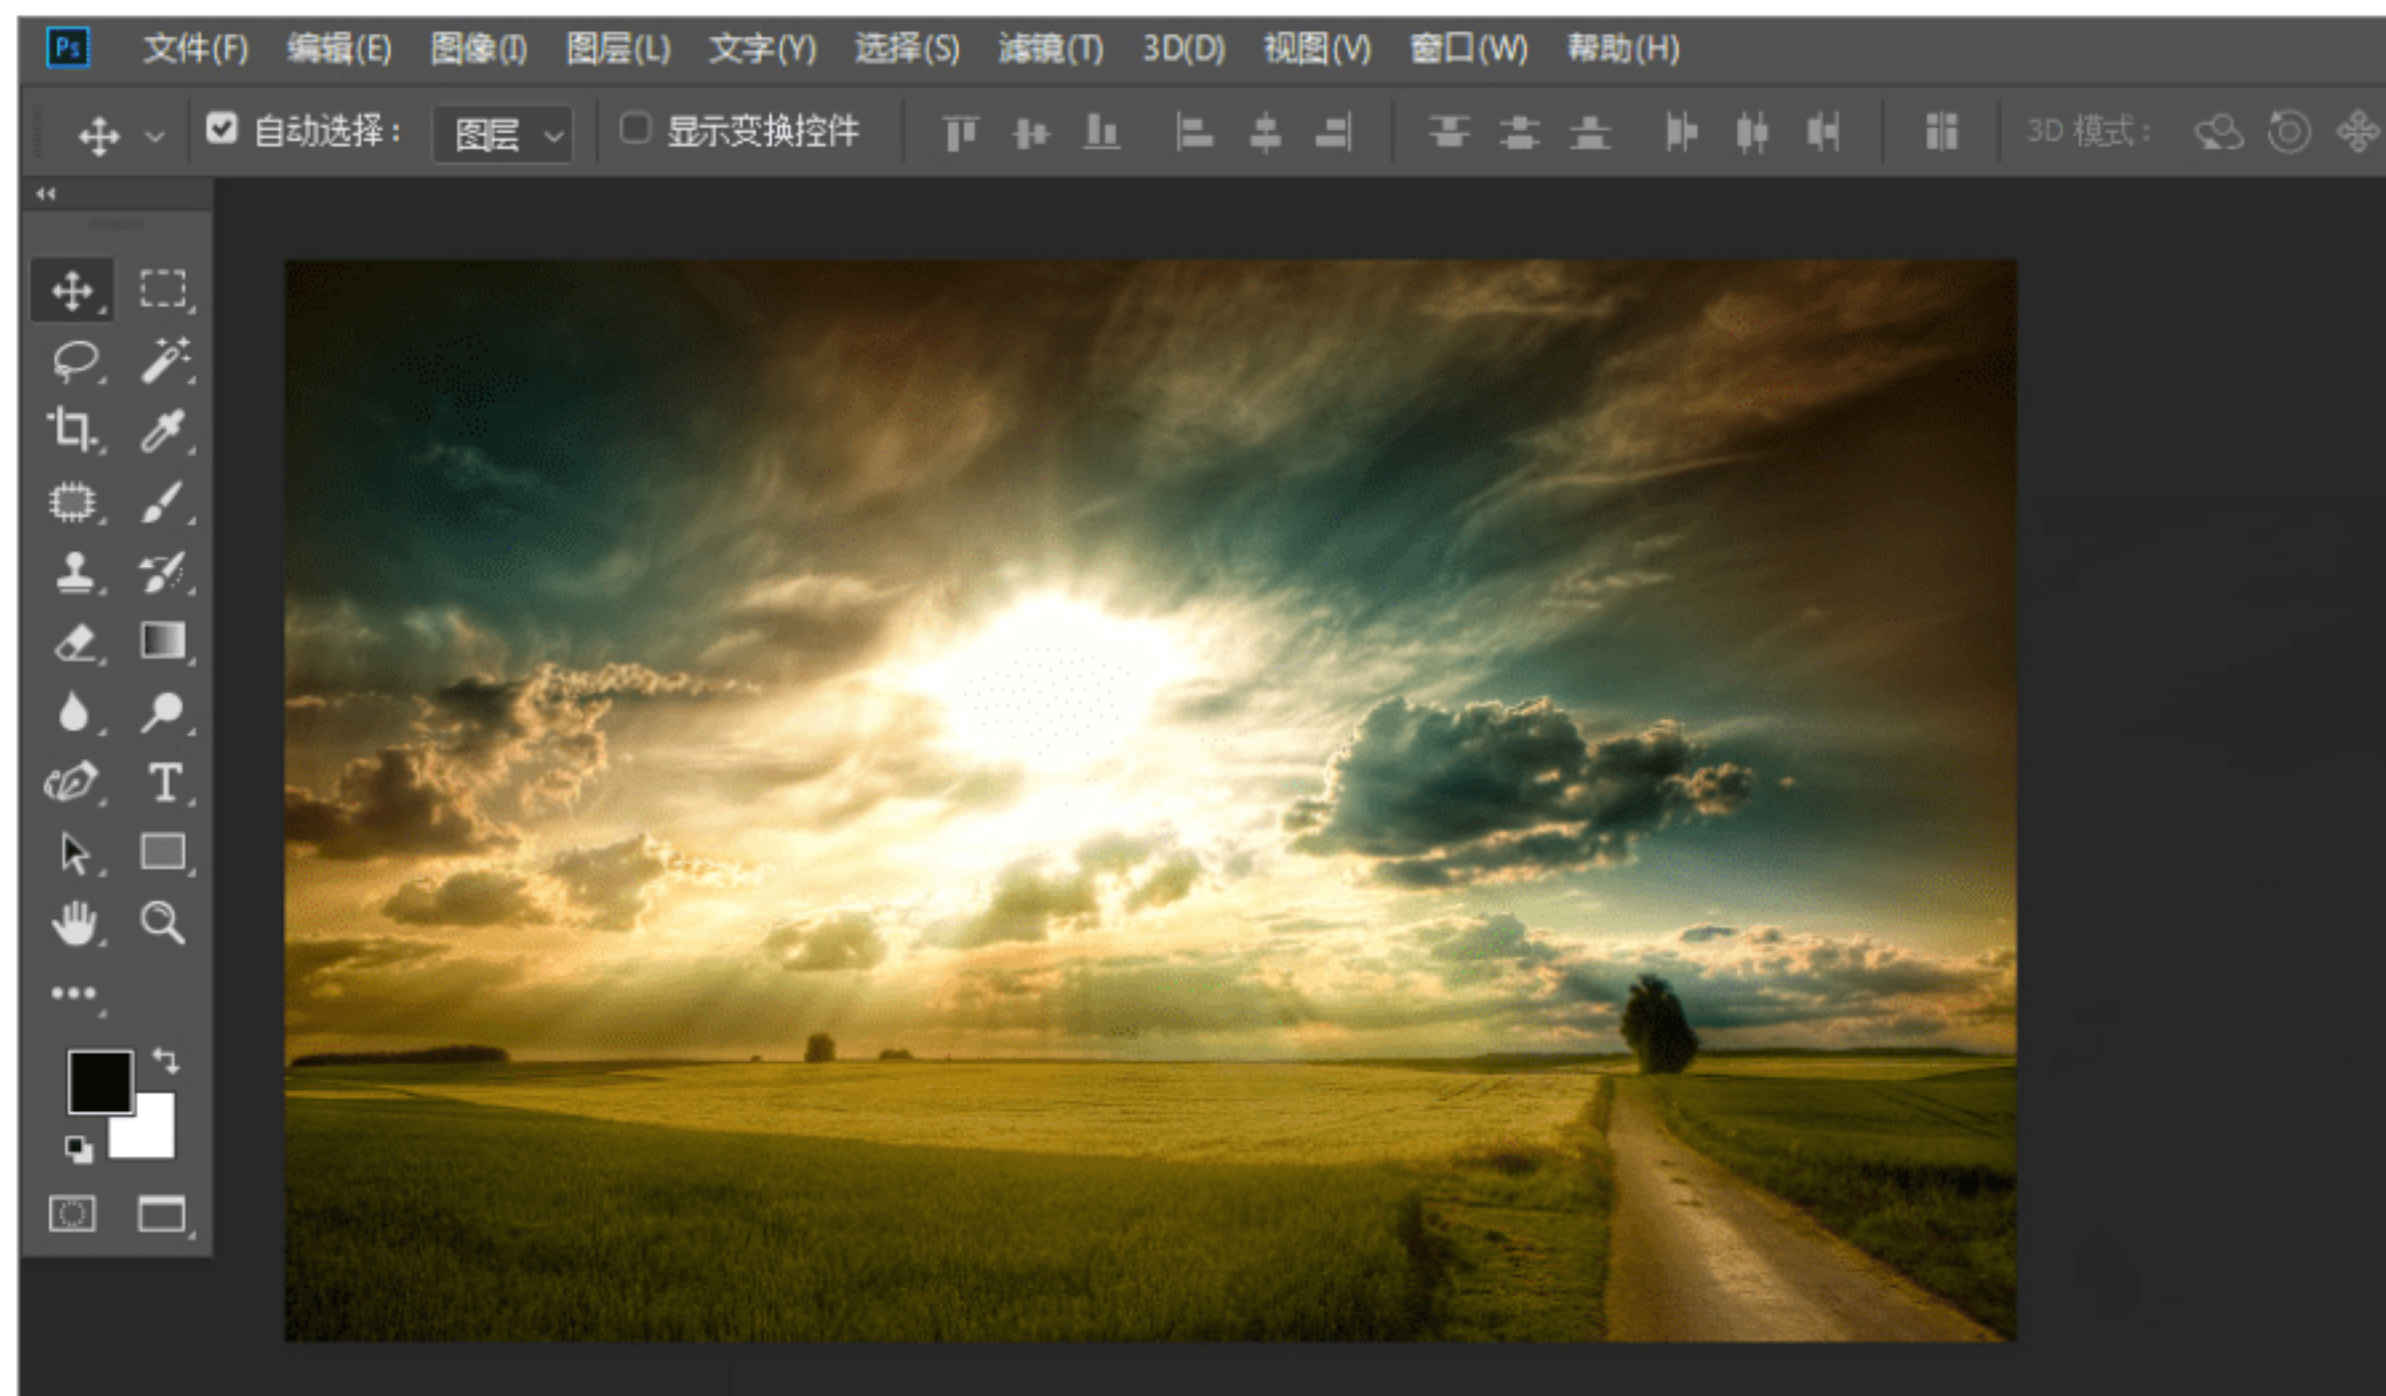 Ps 文件(F) 编辑(E) 图像(I) 图层(L) 文字(Y) 选择(S) 滤镜(T) 3D(D) 视图(V) 窗口(W) 帮助(H)
自动选择： 图层 显示变换控件 3D 模式：
T